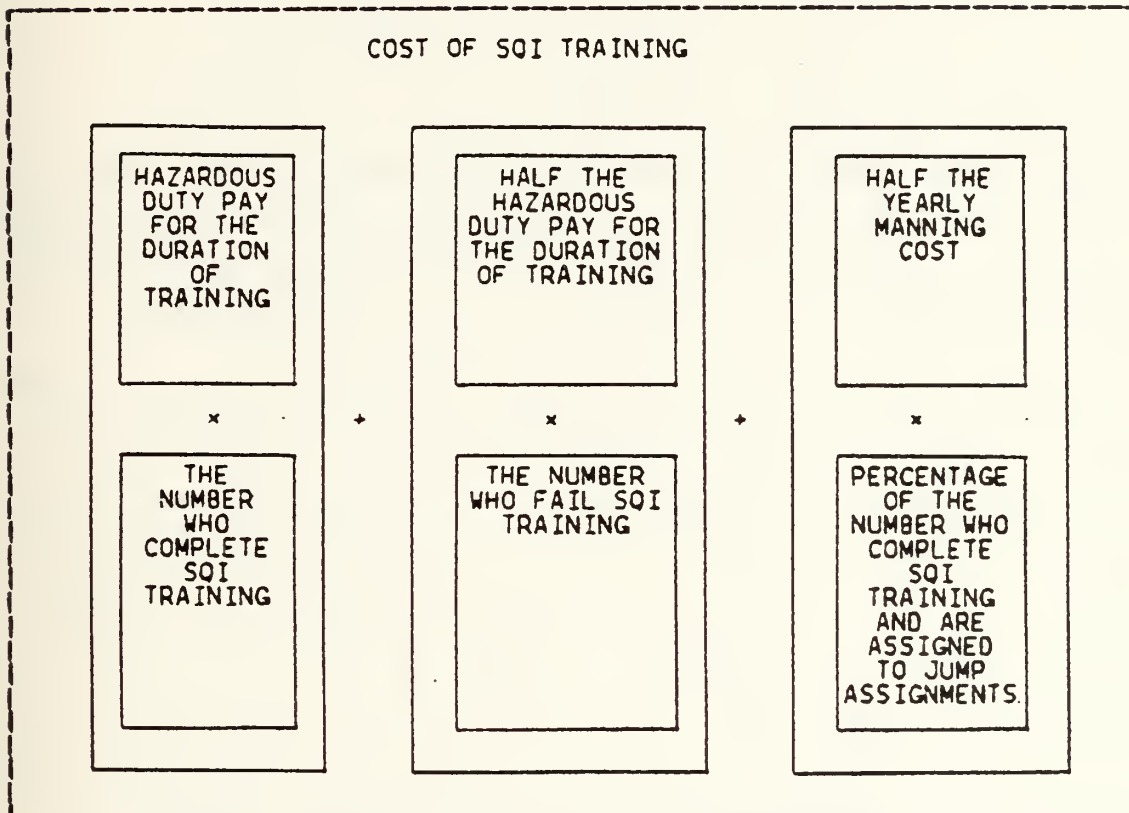 COST OF SQI TRAINING
HAZARDOUS
DUTY PAY
FOR THE
DURATION
OF
TRAINING
×
THE
NUMBER
WHO
COMPLETE
SQI
TRAINING
+
HALF THE
HAZARDOUS
DUTY PAY FOR
THE DURATION
OF TRAINING
×
THE NUMBER
WHO FAIL SQI
TRAINING
+
HALF THE
YEARLY
MANNING
COST
×
PERCENTAGE
OF THE
NUMBER WHO
COMPLETE
SQI
TRAINING
AND ARE
ASSIGNED
TO JUMP
ASSIGNMENTS.